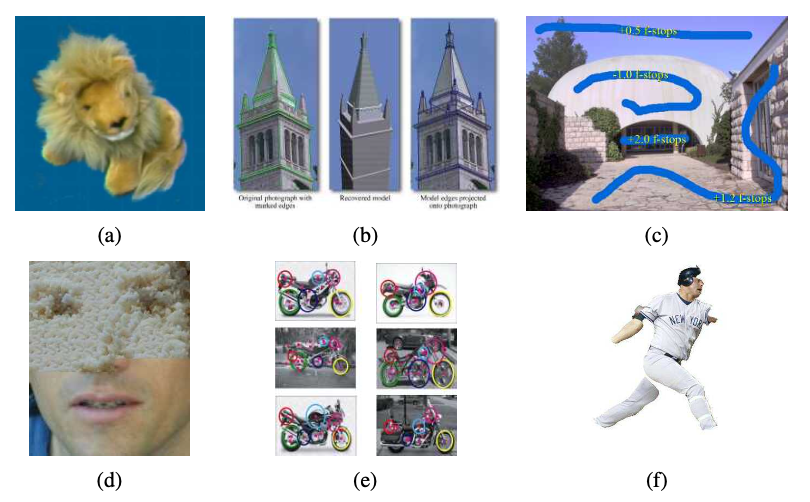 +0.5 f-stops
-1.0 f-stops
+2.0 f-stops
+1.2 f-stops
Original photograph with
marked edges
Recovered model
Model edges projected
onto photograph
(a)
(b)
(c)
NEW YORK
(d)
(e)
(f)